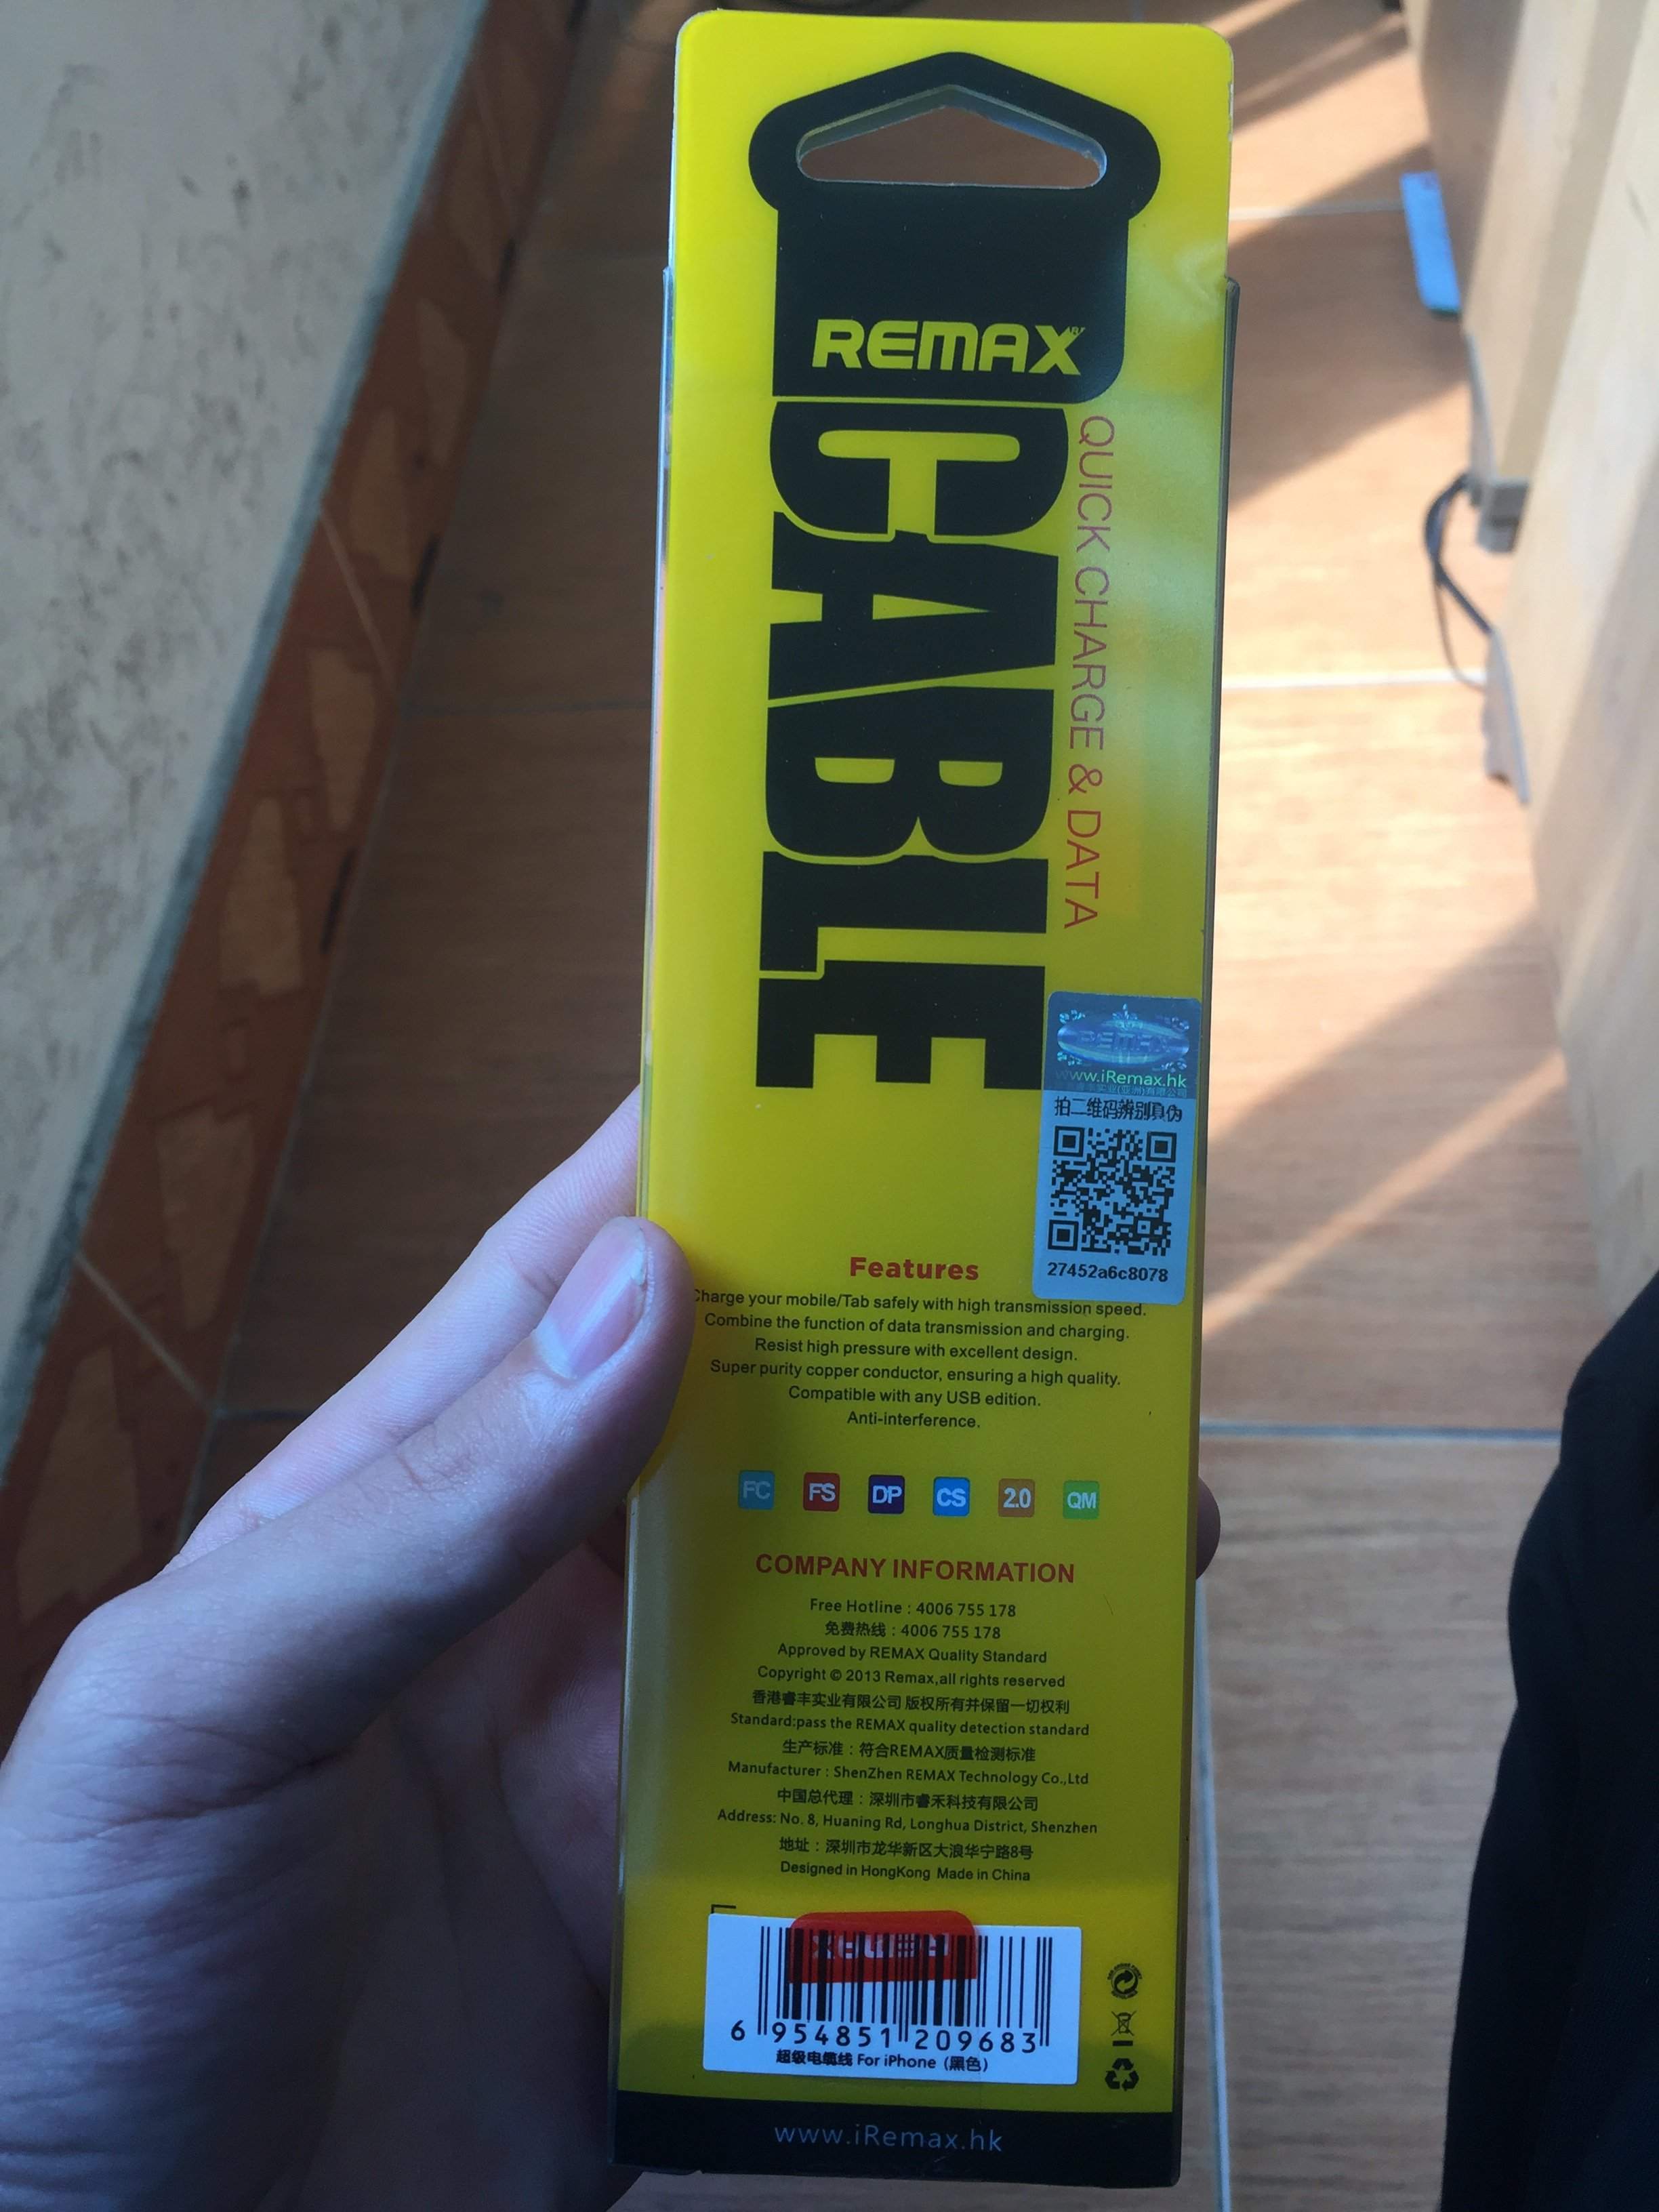 REMAX
CABLE
QUICK CHARGE & DATA
www.iRemax.hk
拍二维码辨别真伪
27452a6c8078
Features
Charge your mobile/Tab safely with high transmission speed.
Combine the function of data transmission and charging.
Resist high pressure with excellent design.
Super purity copper conductor, ensuring a high quality.
Compatible with any USB edition.
Anti-interference.
FC FS DP CS 2.0 QM
COMPANY INFORMATION
Free Hotline : 4006 755 178
免费热线 : 4006 755 178
Approved by REMAX Quality Standard
Copyright © 2013 Remax,all rights reserved
香港睿丰实业有限公司 版权所有并保留一切权利
Standard:pass the REMAX quality detection standard
生产标准：符合REMAX质量检测标准
Manufacturer : ShenZhen REMAX Technology Co.,Ltd
中国总代理：深圳市睿禾科技有限公司
Address: No. 8, Huaning Rd, Longhua District, Shenzhen
地址：深圳市龙华新区大浪华宁路8号
Designed in HongKong Made in China
REMAX
6 954851 209683
超级电缆线 For iPhone (黑色)
www.iRemax.hk